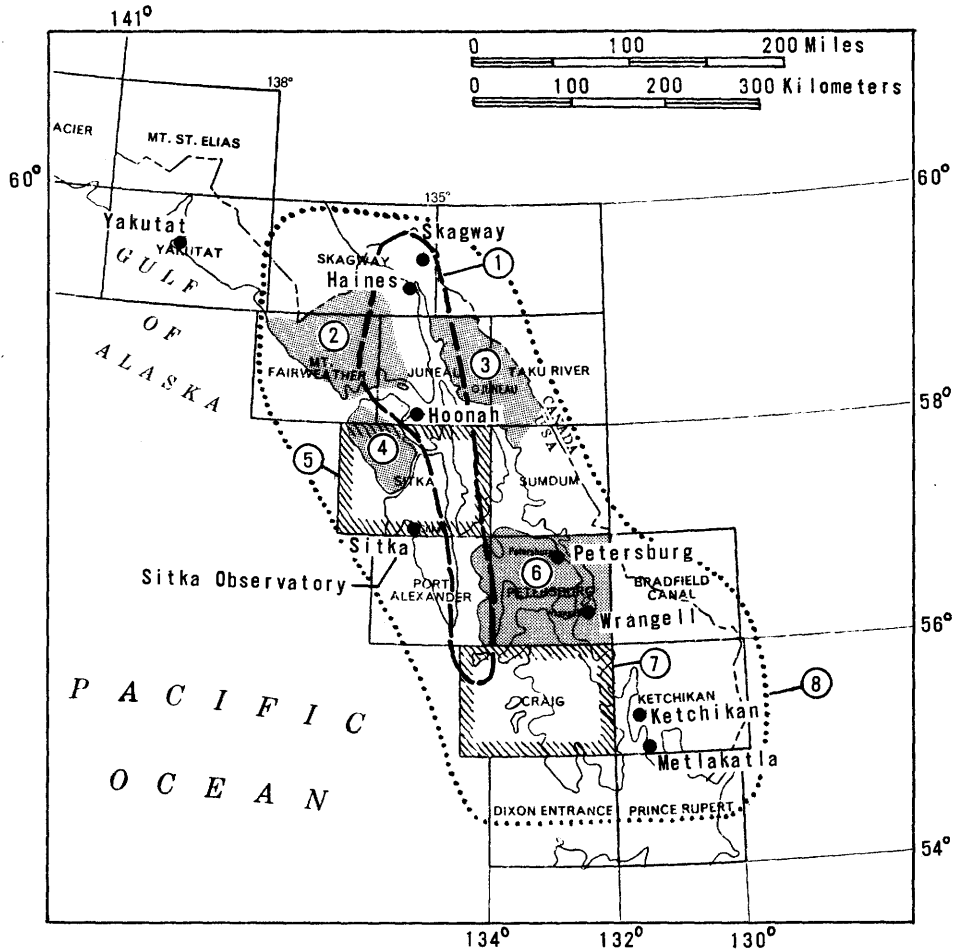 141°
0 100 200 Miles
0 100 200 300 Kilometers
138°
ACIER
MT. ST. ELIAS
60°
60°
135°
Yakutat
YAKUTAT
Skagway
SKAGWAY
1
Haines
GULF
OF
ALASKA
2
MT.
FAIRWEATHER
JUNEAU
3
JUNEAU
TAKU RIVER
58°
Hoonah
CANADA
USA
4
5
SITKA
SUMDUM
Sitka
Petersburg
Petersburg
6
Sitka Observatory
PORT
ALEXANDER
PETERSBURG
BRADFIELD
CANAL
Wrangell
56°
7
8
PACIFIC
OCEAN
CRAIG
KETCHIKAN
Ketchikan
Metlakatla
DIXON ENTRANCE
PRINCE RUPERT
54°
134° 132° 130°